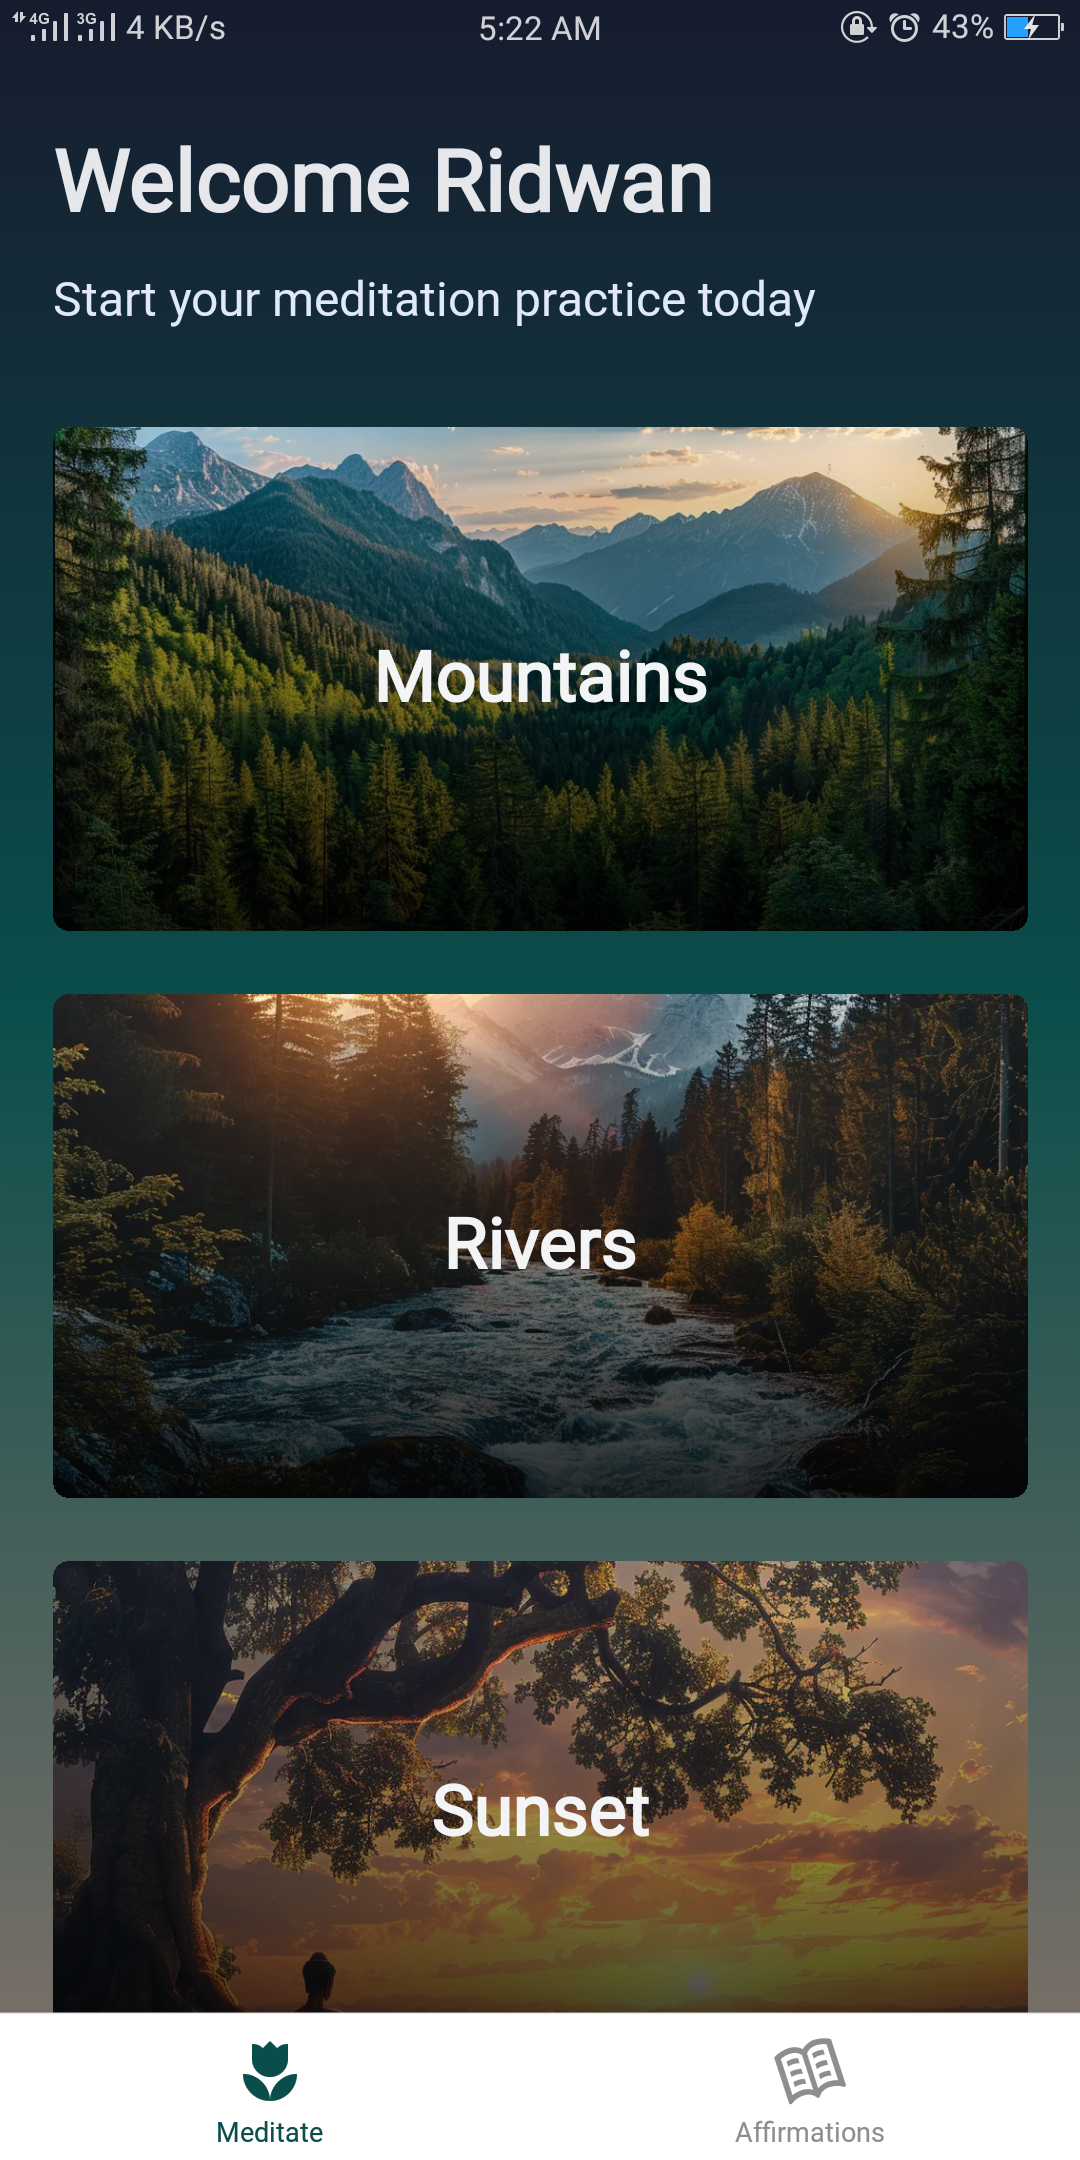 4G 3G 4 KB/s 5:22 AM 43%
Welcome Ridwan
Start your meditation practice today
Mountains
Rivers
Sunset
Meditate Affirmations